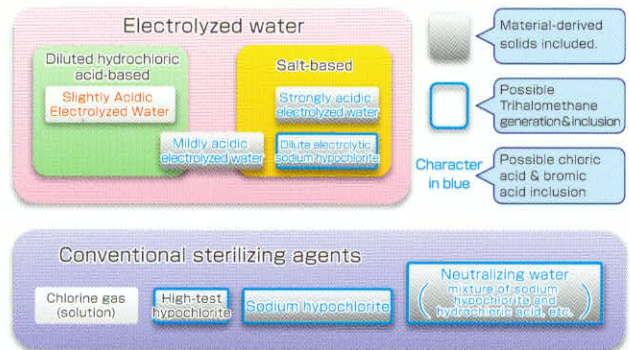 Electrolyzed water
Diluted hydrochloric
acid-based
Slightly Acidic
Electrolyzed Water
Salt-based
Strongly acidic
electrolyzed water
Mildly acidic
electrolyzed water
Dilute electrolytic
sodium hypochlorite
Material-derived
solids included.
Possible
Trihalomethane
generation&inclusion
Character
in blue
Possible chloric
acid & bromic
acid inclusion
Conventional sterilizing agents
Chlorine gas
(solution)
High-test
hypochlorite
Sodium hypochlorite
Neutralizing water
(mixture of sodium
hypochlorite and
hydrochleric acid, etc.)